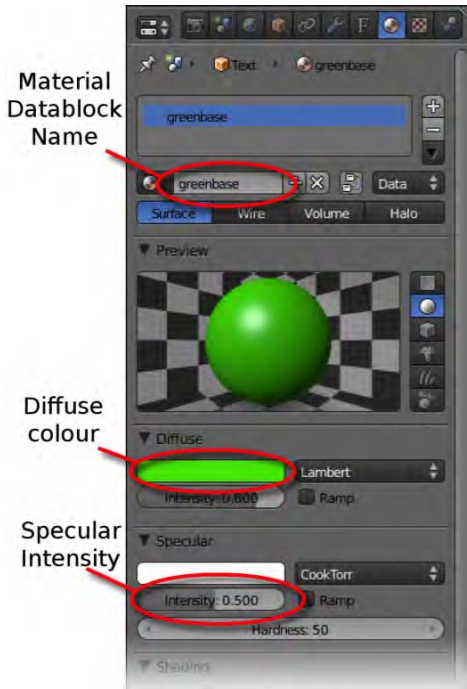 Text greenbase
Material
Datablock
Name
greenbase
greenbase Data
Surface Wire Volume Halo
Preview
Diffuse
colour
Diffuse
Lambert
Intensity: 0.800 Ramp
Specular
Intensity
Specular
CookTorr
Intensity: 0.500 Ramp
Hardness: 50
Shading